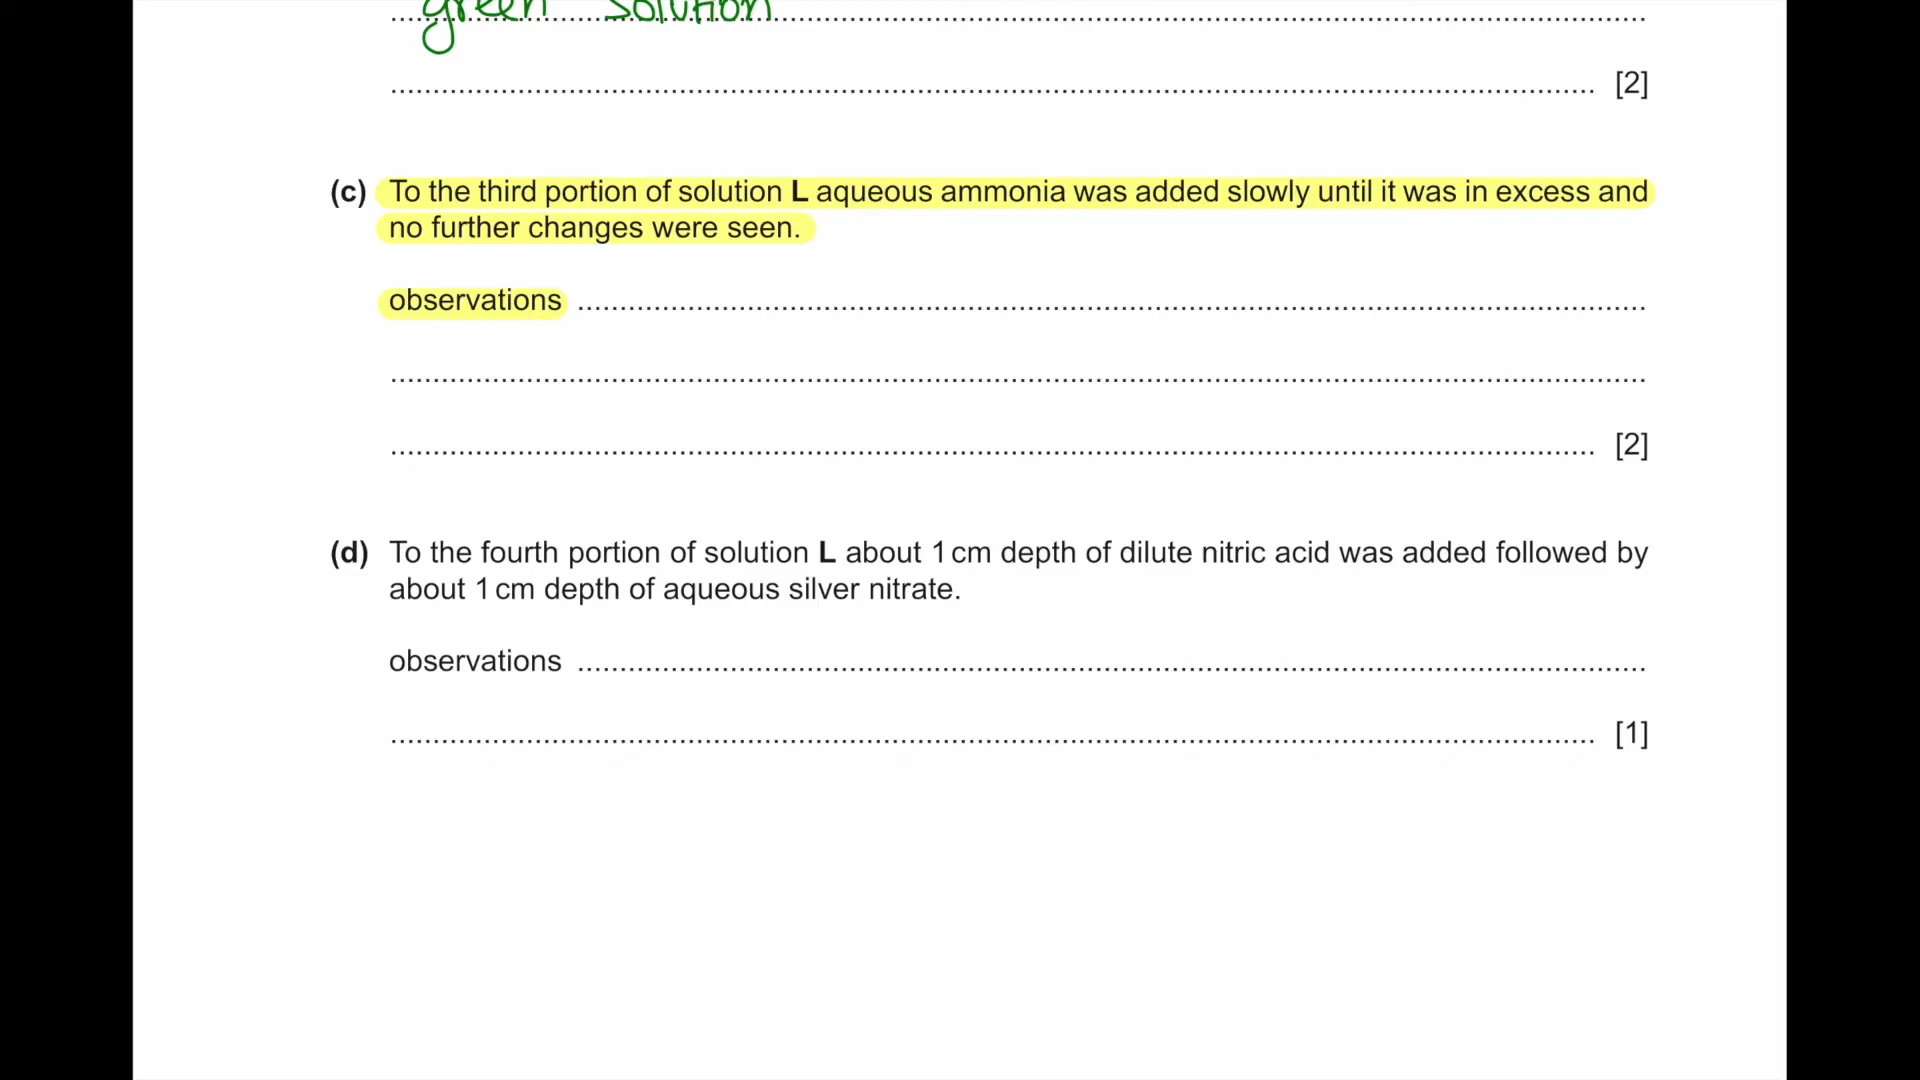 green solution
.......... [2]
(c) To the third portion of solution L aqueous ammonia was added slowly until it was in excess and
no further changes were seen.
observations ..........
..........
.......... [2]
(d) To the fourth portion of solution L about 1 cm depth of dilute nitric acid was added followed by
about 1 cm depth of aqueous silver nitrate.
observations ..........
.......... [1]